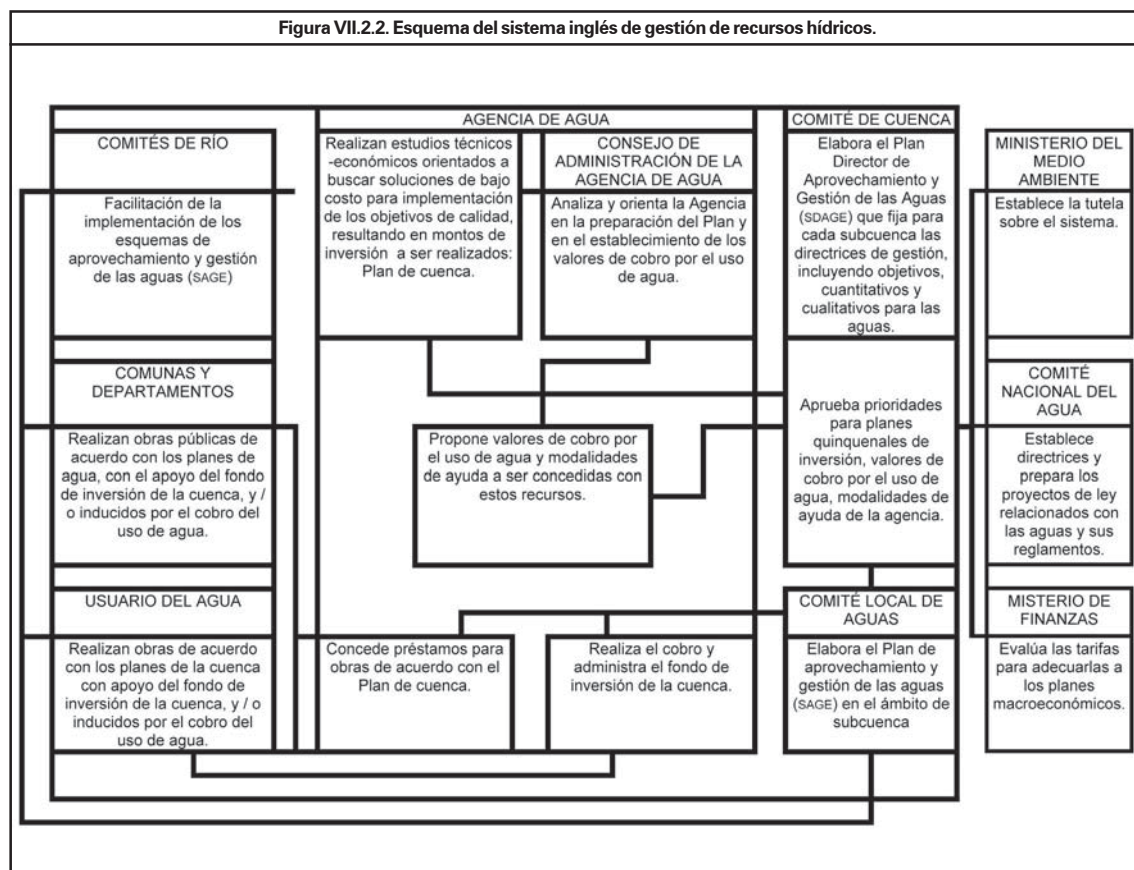 Figura VII.2.2. Esquema del sistema inglés de gestión de recursos hídricos.
COMITÉS DE RÍO
Facilitación de la
implementación de los
esquemas de
aprovechamiento y gestión
de las aguas (SAGE)
COMUNAS Y
DEPARTAMENTOS
Realizan obras públicas de
acuerdo con los planes de
agua, con el apoyo del fondo
de inversión de la cuenca, y /
o inducidos por el cobro del
uso de agua.
USUARIO DEL AGUA
Realizan obras de acuerdo
con los planes de la cuenca
con apoyo del fondo de
inversión de la cuenca, y / o
inducidos por el cobro del
uso de agua.
AGENCIA DE AGUA
Realizan estudios técnicos
-económicos orientados a
buscar soluciones de bajo
costo para implementación
de los objetivos de calidad,
resultando en montos de
inversión a ser realizados:
Plan de cuenca.
CONSEJO DE
ADMINISTRACIÓN DE LA
AGENCIA DE AGUA
Analiza y orienta la Agencia
en la preparación del Plan y
en el establecimiento de los
valores de cobro por el uso
de agua.
Propone valores de cobro por
el uso de agua y modalidades
de ayuda a ser concedidas con
estos recursos.
Concede préstamos para
obras de acuerdo con el
Plan de cuenca.
Realiza el cobro y
administra el fondo de
inversión de la cuenca.
COMITÉ DE CUENCA
Elabora el Plan
Director de
Aprovechamiento y
Gestión de las Aguas
(SDAGE) que fija para
cada subcuenca las
directrices de gestión,
incluyendo objetivos,
cuantitativos y
cualitativos para las
aguas.
Aprueba prioridades
para planes
quinquenales de
inversión, valores de
cobro por el uso de
agua, modalidades de
ayuda de la agencia.
COMITÉ LOCAL DE
AGUAS
Elabora el Plan de
aprovechamiento y
gestión de las aguas
(SAGE) en el ámbito de
subcuenca
MINISTERIO DEL
MEDIO
AMBIENTE
Establece la tutela
sobre el sistema.
COMITÉ
NACIONAL DEL
AGUA
Establece
directrices y
prepara los
proyectos de ley
relacionados con
las aguas y sus
reglamentos.
MISTERIO DE
FINANZAS
Evalúa las tarifas
para adecuarlas a
los planes
macroeconómicos.